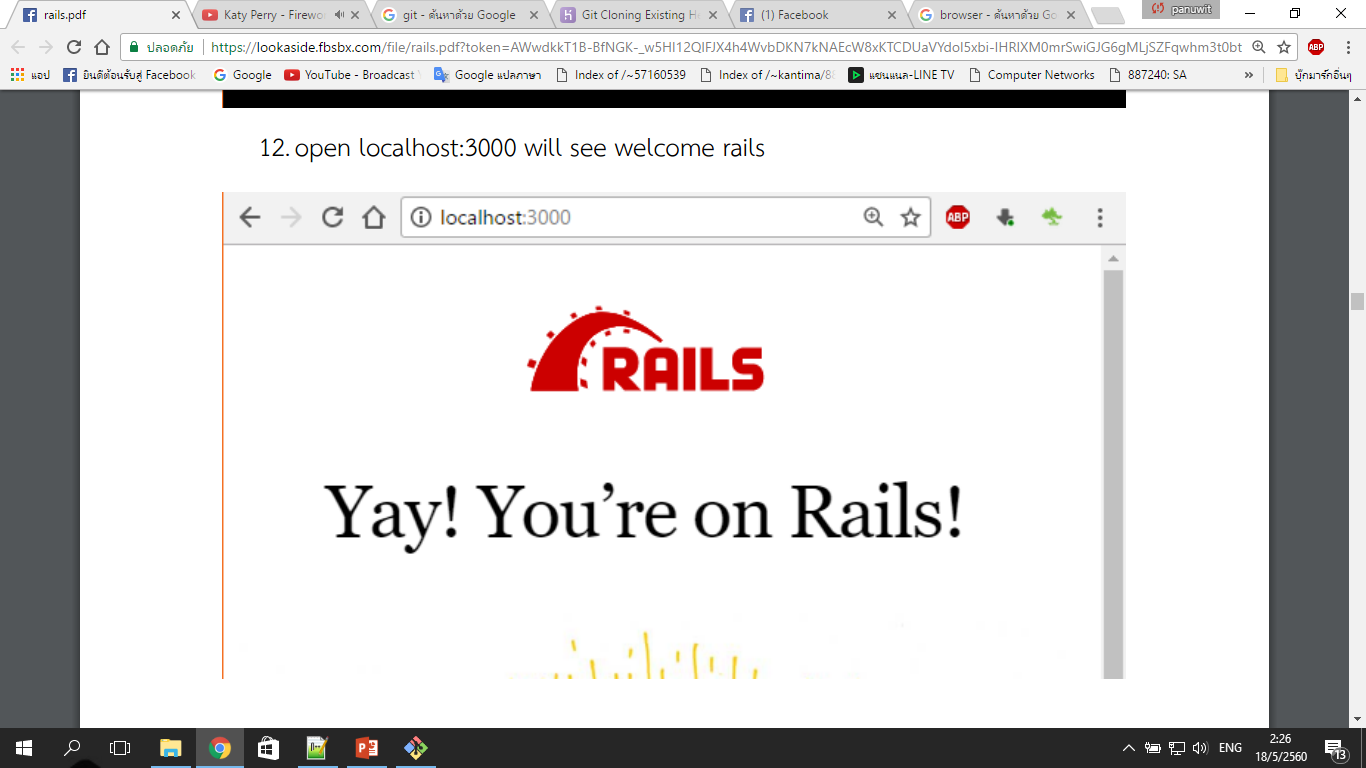 rails.pdf
Katy Perry - Firewo
git - ค้นหาด้วย Google
Git Cloning Existing He
(1) Facebook
browser - ค้นหาด้วย Go
panuwit
ปลอดภัย
https://lookaside.fbsbx.com/file/rails.pdf?token=AWwdkkT1B-BfNGK-_w5HI12QIFJX4h4WvbDKN7kNAEcW8xKTCDUaVYdoI5xbi-IHRIXM0mrSwiGJG6gMLjSZFqwhm3t0bt
ABP
แอป
ยินดีต้อนรับสู่ Facebook
Google
YouTube - Broadcast
Google แปลภาษา
Index of /~57160539
Index of /~kantima/88
แชนแนล-LINE TV
Computer Networks
887240: SA
»
บุ๊กมาร์กอื่นๆ
12. open localhost:3000 will see welcome rails
localhost:3000
ABP
RAILS
Yay! You're on Rails!
ENG
2:26
18/5/2560
13